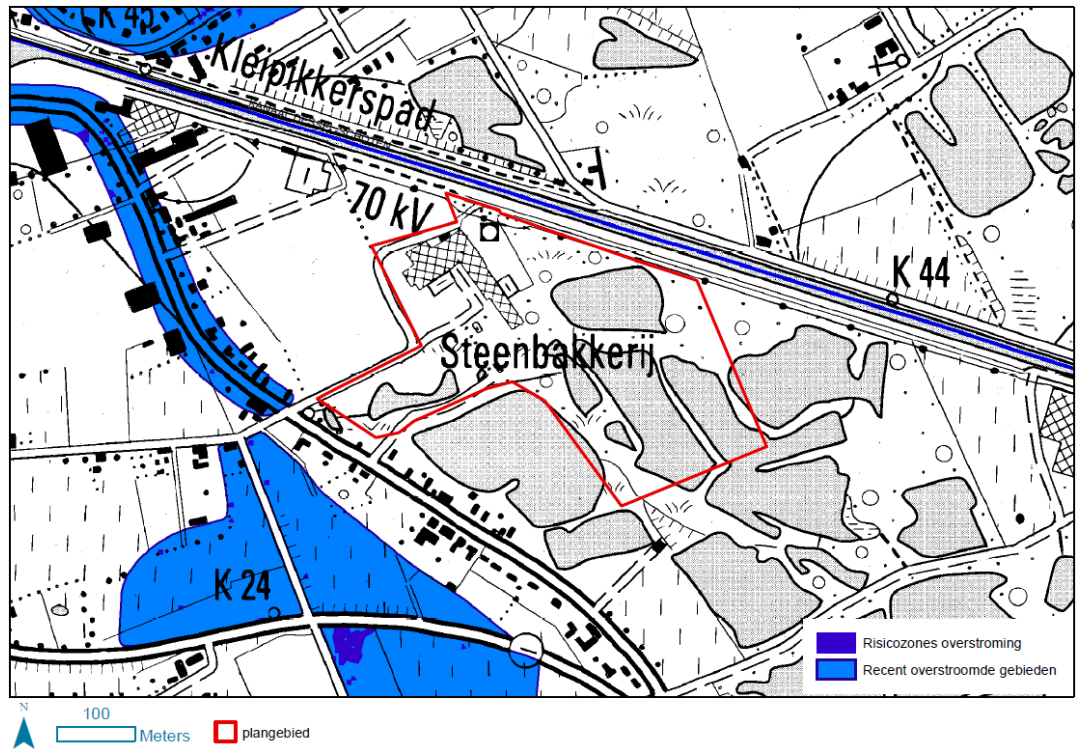 K 45
Kleipikkerspad
70 kV
K 44
Steenbakkerij
K 24
Risicozones overstroming
Recent overstroomde gebieden
N
100
Meters
plangebied